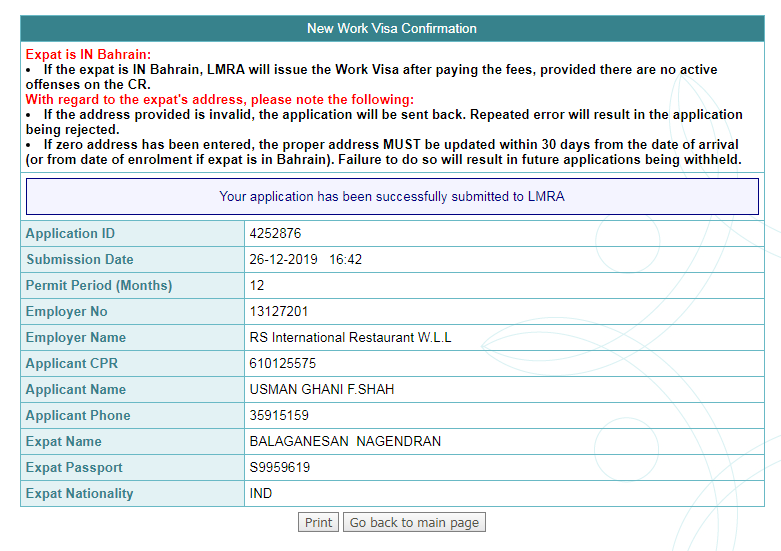 New Work Visa Confirmation
Expat is IN Bahrain:
• If the expat is IN Bahrain, LMRA will issue the Work Visa after paying the fees, provided there are no active
offenses on the CR.
With regard to the expat's address, please note the following:
• If the address provided is invalid, the application will be sent back. Repeated error will result in the application
being rejected.
• If zero address has been entered, the proper address MUST be updated within 30 days from the date of arrival
(or from date of enrolment if expat is in Bahrain). Failure to do so will result in future applications being withheld.
Your application has been successfully submitted to LMRA
Application ID 4252876
Submission Date 26-12-2019 16:42
Permit Period (Months) 12
Employer No 13127201
Employer Name RS International Restaurant W.L.L
Applicant CPR 610125575
Applicant Name USMAN GHANI F.SHAH
Applicant Phone 35915159
Expat Name BALAGANESAN NAGENDRAN
Expat Passport S9959619
Expat Nationality IND
Print Go back to main page